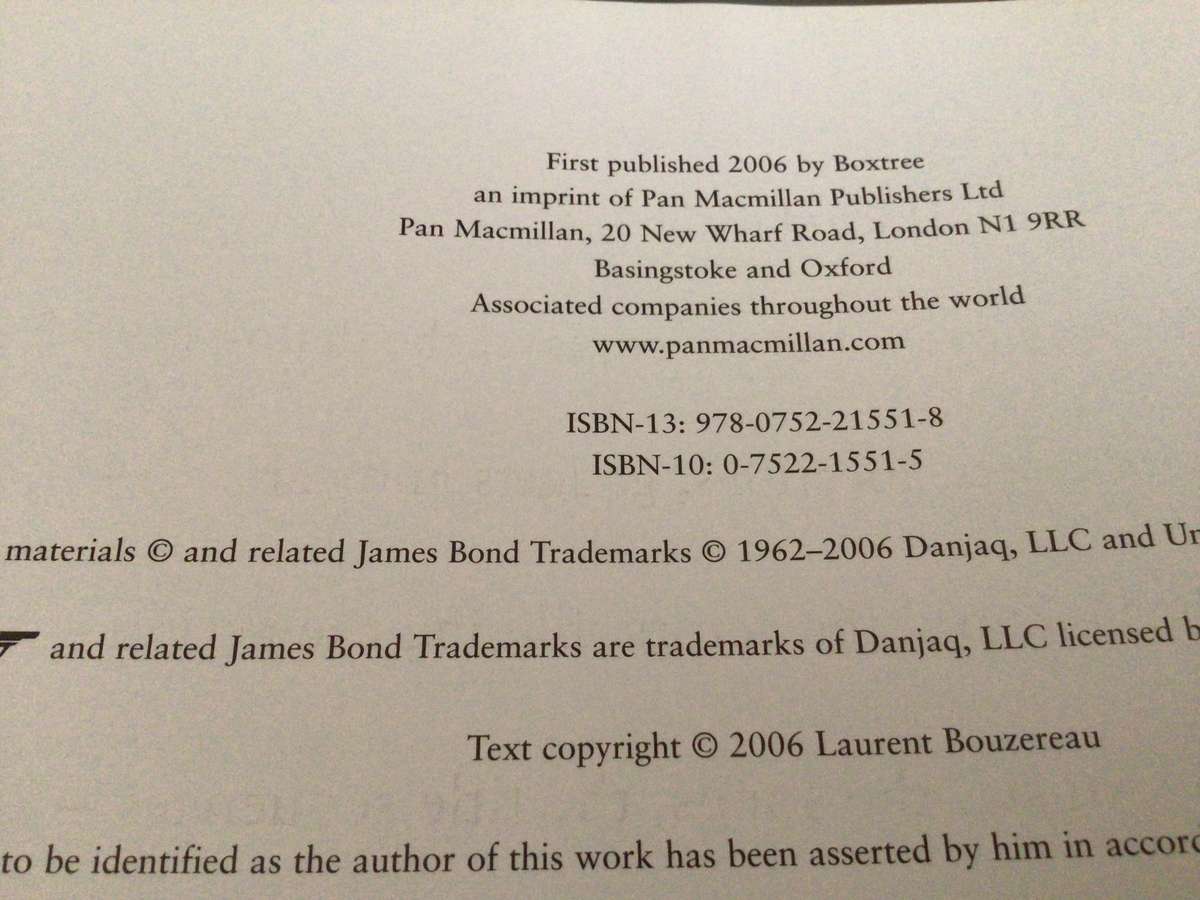 First published 2006 by Boxtree
an imprint of Pan Macmillan Publishers Ltd
Pan Macmillan, 20 New Wharf Road, London N1 9RR
Basingstoke and Oxford
Associated companies throughout the world
www.panmacmillan.com
ISBN-13: 978-0752-21551-8
ISBN-10: 0-7522-1551-5
materials © and related James Bond Trademarks © 1962–2006 Danjaq, LLC and
and related James Bond Trademarks are trademarks of Danjaq, LLC licensed
Text copyright © 2006 Laurent Bouzereau
to be identified as the author of this work has been asserted by him in